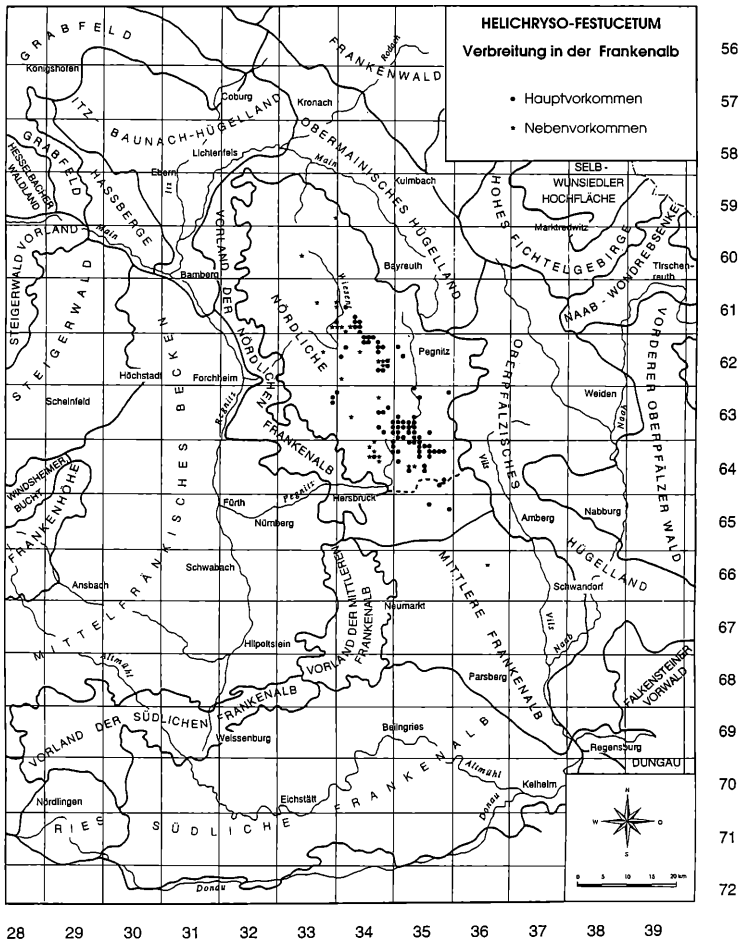 HELICHRYSO-FESTUCETUM
Verbreitung in der Frankenalb
Hauptvorkommen
Nebenvorkommen
56
57
58
59
60
61
62
63
64
65
66
67
68
69
70
71
72
GRABFELD
Königshofen
FRANKENWALD
Rodach
Coburg
Kronach
ITZ-BAUNACH-HÜGELLAND
OBERMAINISCHES HÜGELLAND
Lichtenfels
Main
HESSELBACHER WALDLAND
GRABFELD
HASSBERGE
Ebern
Itz
Kulmbach
SELB-
WUNSIEDLER
HOCHFLÄCHE
HOHES FICHTELGEBIRGE
Marktredwitz
STEIGERWALD VORLAND
Main
Bamberg
VORLAND DER NÖRDLICHEN FRANKENALB
Wiesent
Bayreuth
NAAB-WONDREBSENKE
Tirschen-
reuth
STEIGERWALD
NÖRDLICHE
Pegnitz
OBERPFÄLZISCHES HÜGELLAND
VORDERER OBERPFÄLZER WALD
Höchstadt
Forchheim
Scheinfeld
Regnitz
Weiden
Naab
WINDSHEIMER BUCHT
FRANKENHÖHE
MITTELFRÄNKISCHES BECKEN
Fürth
Pegnitz
Hersbruck
Nürnberg
Vils
Amberg
Nabburg
Ansbach
Schwabach
VORLAND DER MITTLEREN FRANKENALB
Neumarkt
MITTLERE FRANKENALB
Schwandorf
Vils
Naab
Hilpoltstein
Altmühl
Parsberg
FALKENSTEINER VORWALD
VORLAND DER SÜDLICHEN FRANKENALB
Weissenburg
Beilngries
Altmühl
Regensburg
DUNGAU
Kelheim
Donau
Nördlingen
Eichstätt
RIES
SÜDLICHE FRANKENALB
Donau
N
W
O
S
0 5 10 15 20 km
28 29 30 31 32 33 34 35 36 37 38 39